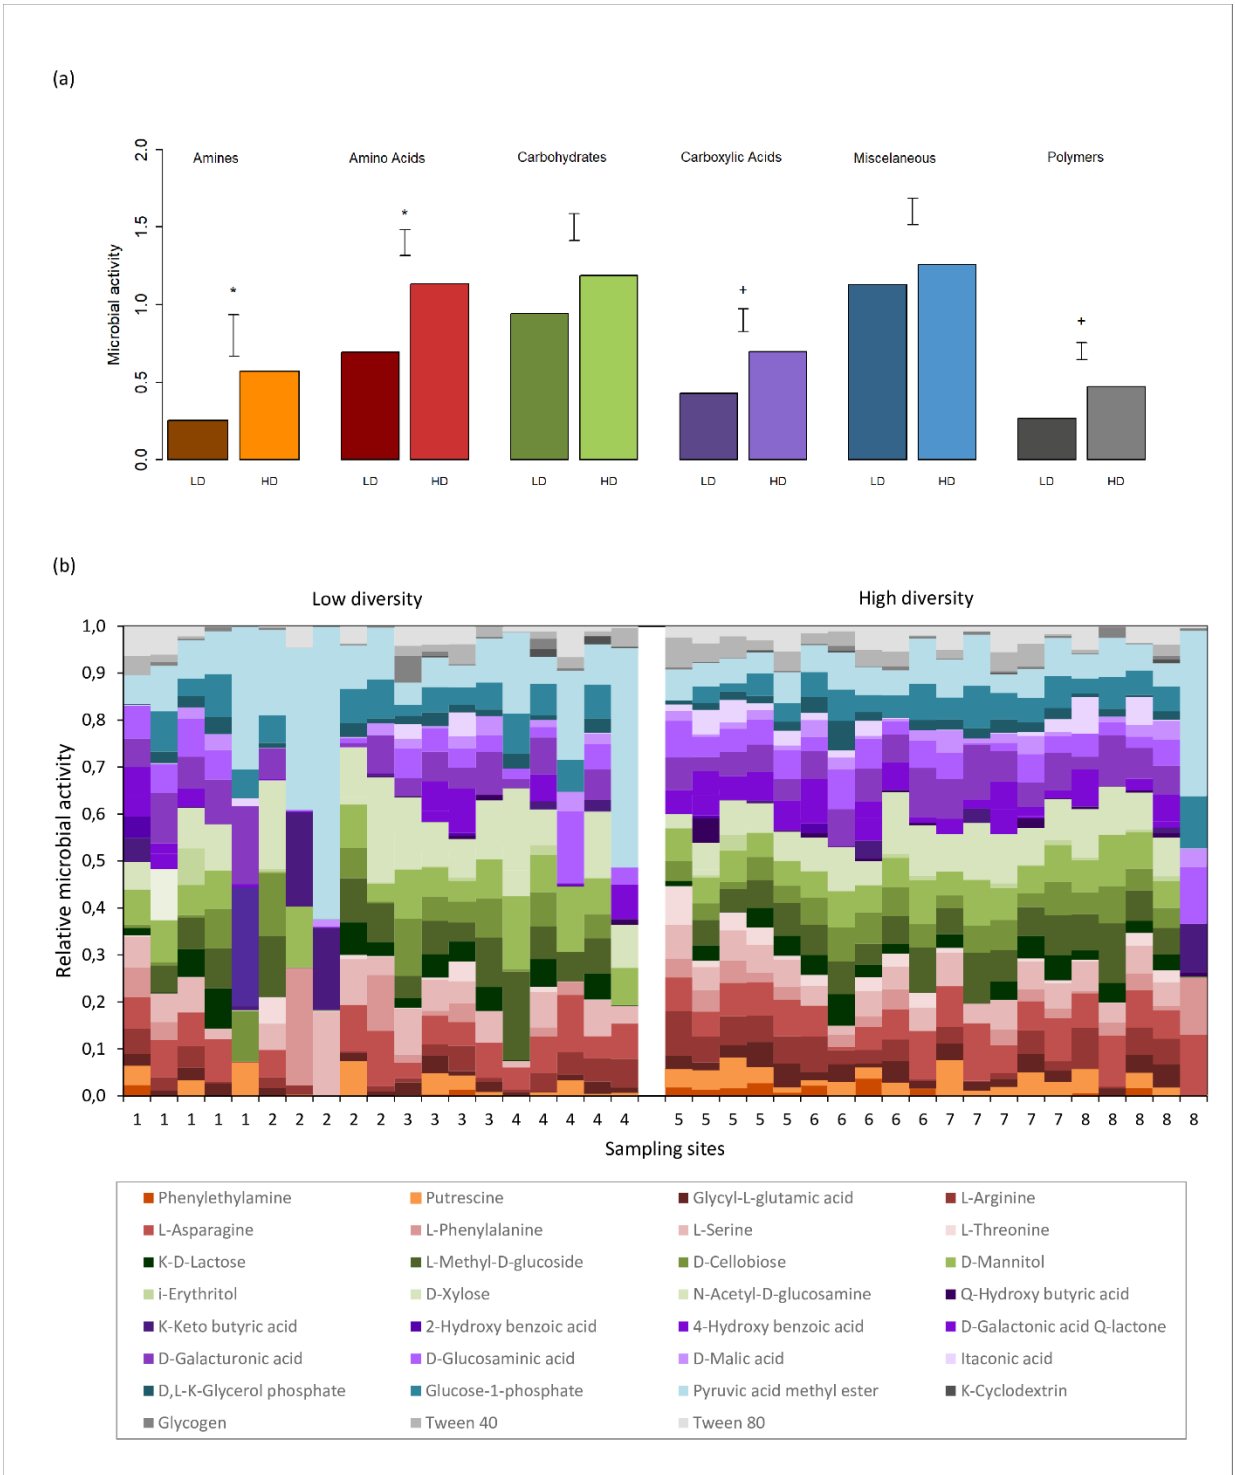 (a)
Amines Amino Acids Carbohydrates Carboxylic Acids Miscelaneous Polymers
Microbial activity
2.0
1.5
1.0
0.5
0.0
* * + +
LD HD LD HD LD HD LD HD LD HD LD HD
(b)
Low diversity High diversity
Relative microbial activity
1,0
0,9
0,8
0,7
0,6
0,5
0,4
0,3
0,2
0,1
0,0
1 1 1 1 1 2 2 2 2 2 3 3 3 3 4 4 4 4 4 5 5 5 5 5 6 6 6 6 6 7 7 7 7 7 8 8 8 8 8
Sampling sites
Phenylethylamine Putrescine Glycyl-L-glutamic acid L-Arginine
L-Asparagine L-Phenylalanine L-Serine L-Threonine
K-D-Lactose L-Methyl-D-glucoside D-Cellobiose D-Mannitol
i-Erythritol D-Xylose N-Acetyl-D-glucosamine Q-Hydroxy butyric acid
K-Keto butyric acid 2-Hydroxy benzoic acid 4-Hydroxy benzoic acid D-Galactonic acid Q-lactone
D-Galacturonic acid D-Glucosaminic acid D-Malic acid Itaconic acid
D,L-K-Glycerol phosphate Glucose-1-phosphate Pyruvic acid methyl ester K-Cyclodextrin
Glycogen Tween 40 Tween 80